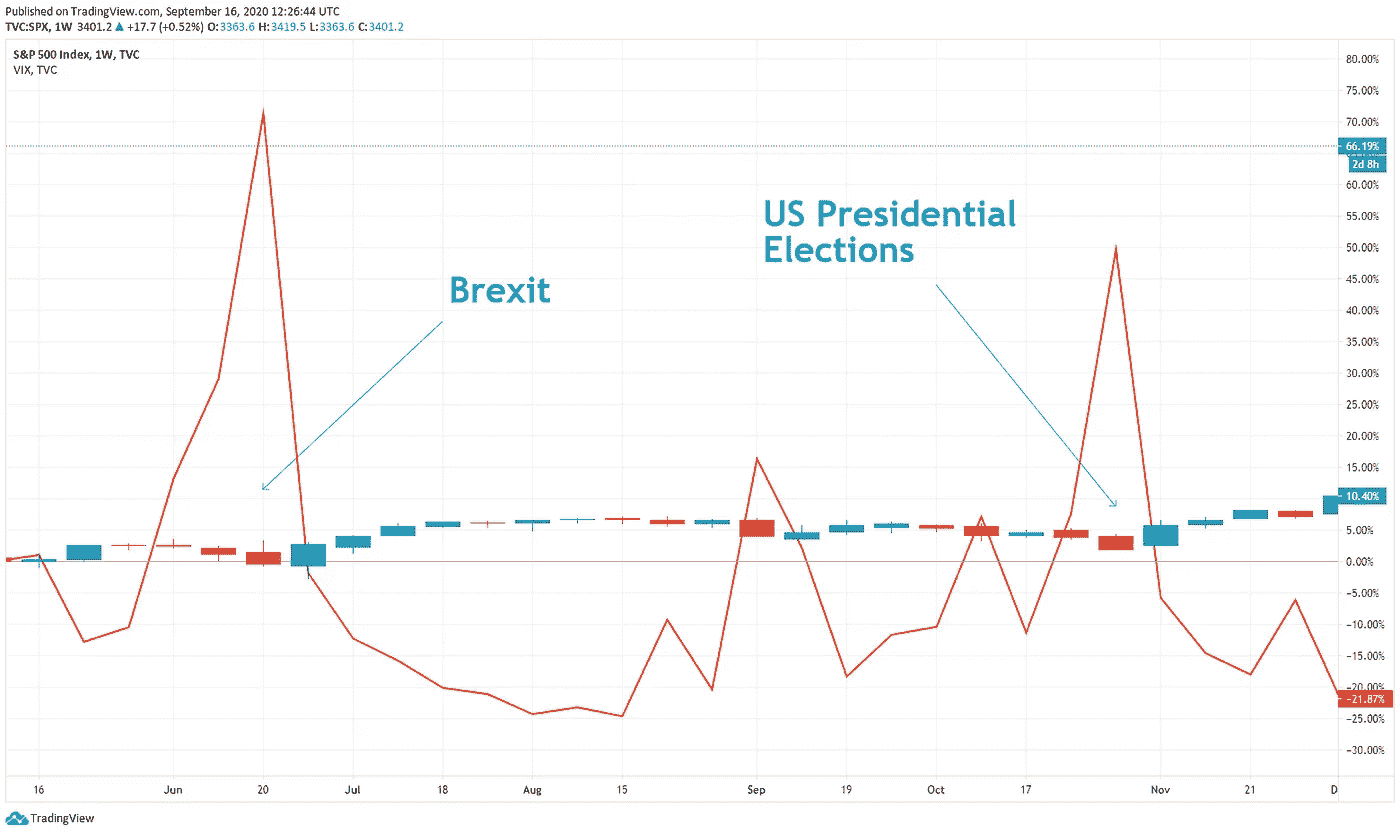 Published on TradingView.com, September 16, 2020 12:26:44 UTC
TVC:SPX, 1W 3401.2 ▲ +17.7 (+0.52%) O:3363.6 H:3419.5 L:3363.6 C:3401.2
S&P 500 Index, 1W, TVC
VIX, TVC
80.00%
75.00%
70.00%
66.19%
2d 8h
60.00%
55.00%
50.00%
45.00%
40.00%
35.00%
30.00%
25.00%
20.00%
15.00%
10.40%
5.00%
0.00%
−5.00%
−10.00%
−15.00%
−20.00%
−21.87%
−25.00%
−30.00%
US Presidential
Elections
Brexit
16 Jun 20 Jul 18 Aug 15 Sep 19 Oct 17 Nov 21 D
TradingView